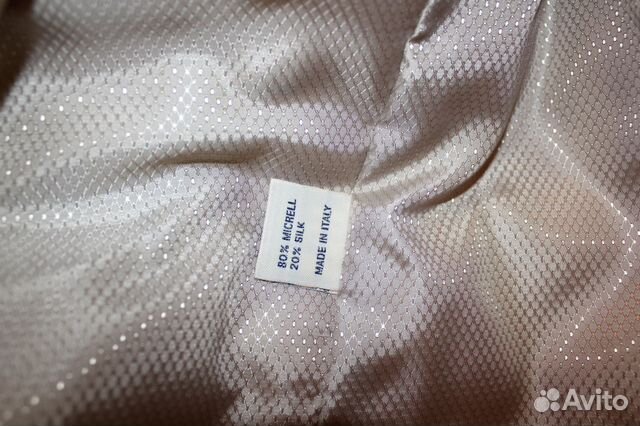 80% MICRELL
20% SILK
MADE IN ITALY
Avito